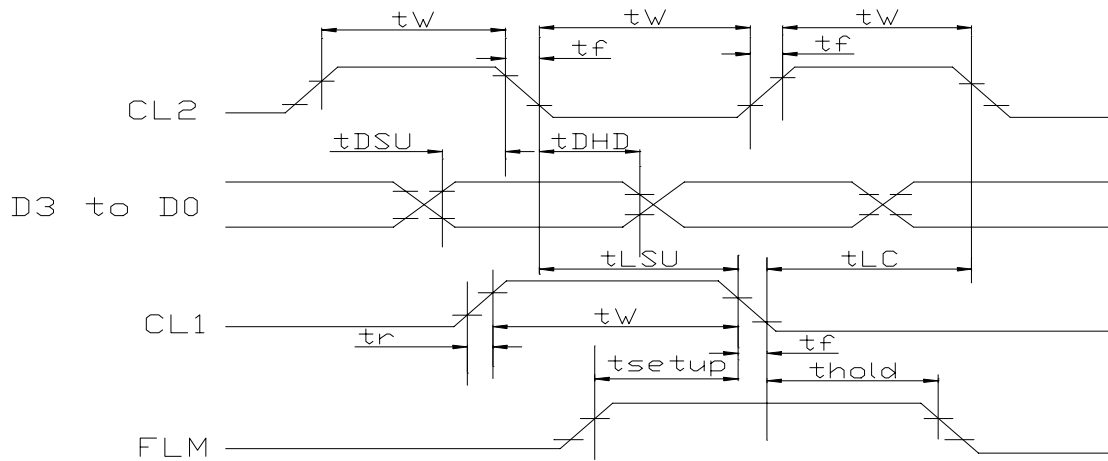 tW tW tW
tf tf
CL2
tDSU tDHD
D3 to D0
tLSU tLC
CL1 tW
tr tf
tsetup thold
FLM